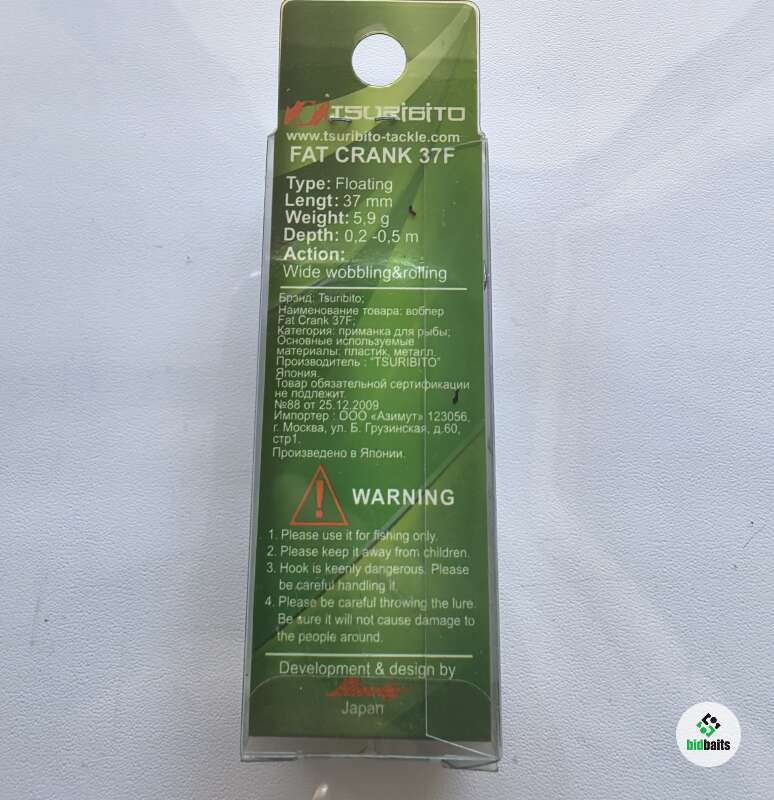 TSURIBITO
www.tsuribito-tackle.com
FAT CRANK 37F
Type: Floating
Lengt: 37 mm
Weight: 5,9 g
Depth: 0,2 -0,5 m
Action:
Wide wobbling&rolling
Брэнд: Tsuribito;
Наименование товара: воблер
Fat Crank 37F;
Категория: приманка для рыбы;
Основные используемые
материалы: пластик, металл.
Производитель : "TSURIBITO"
Япония.
Товар обязательной сертификации
не подлежит.
№88 от 25.12.2009
Импортер : ООО «Азимут» 123056,
г. Москва, ул. Б. Грузинская, д.60,
стр1.
Произведено в Японии.
WARNING
1. Please use it for fishing only.
2. Please keep it away from children.
3. Hook is keenly dangerous. Please
be careful handling it.
4. Please be careful throwing the lure.
Be sure it will not cause damage to
the people around.
Development & design by
Japan
bidbaits